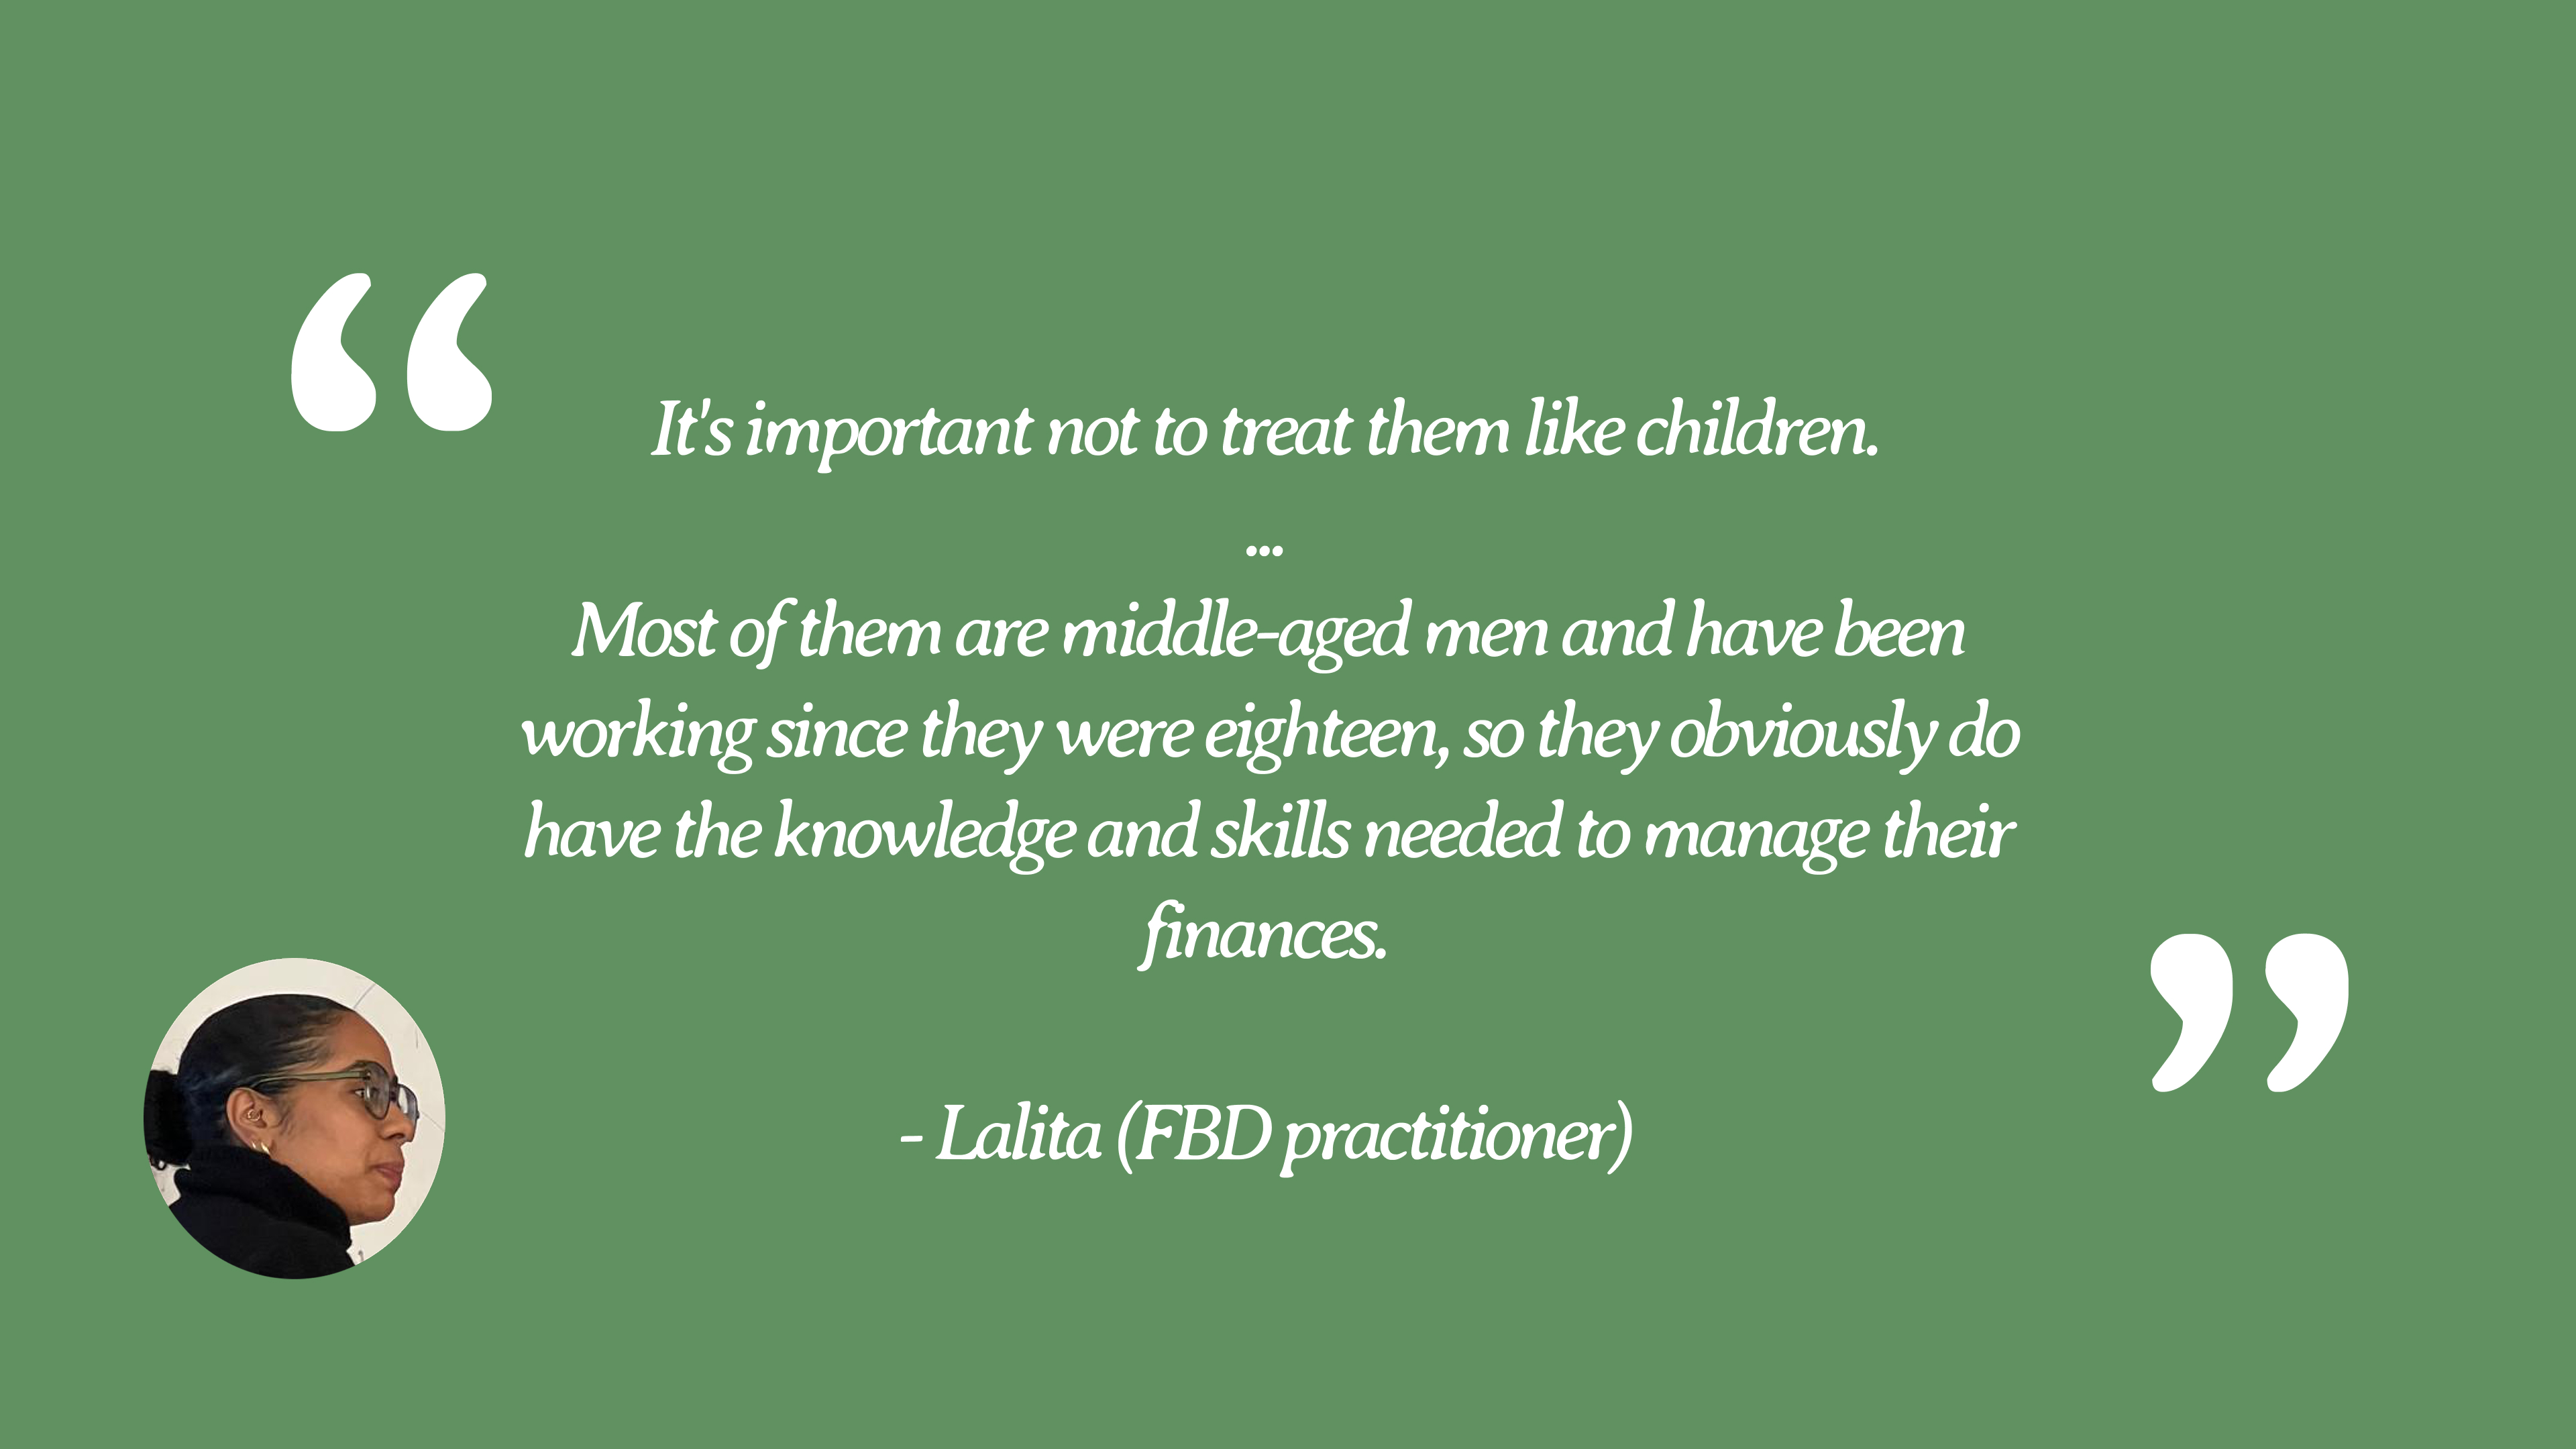 “
It's important not to treat them like children.
...
Most of them are middle-aged men and have been
working since they were eighteen, so they obviously do
have the knowledge and skills needed to manage their
finances.
”
- Lalita (FBD practitioner)